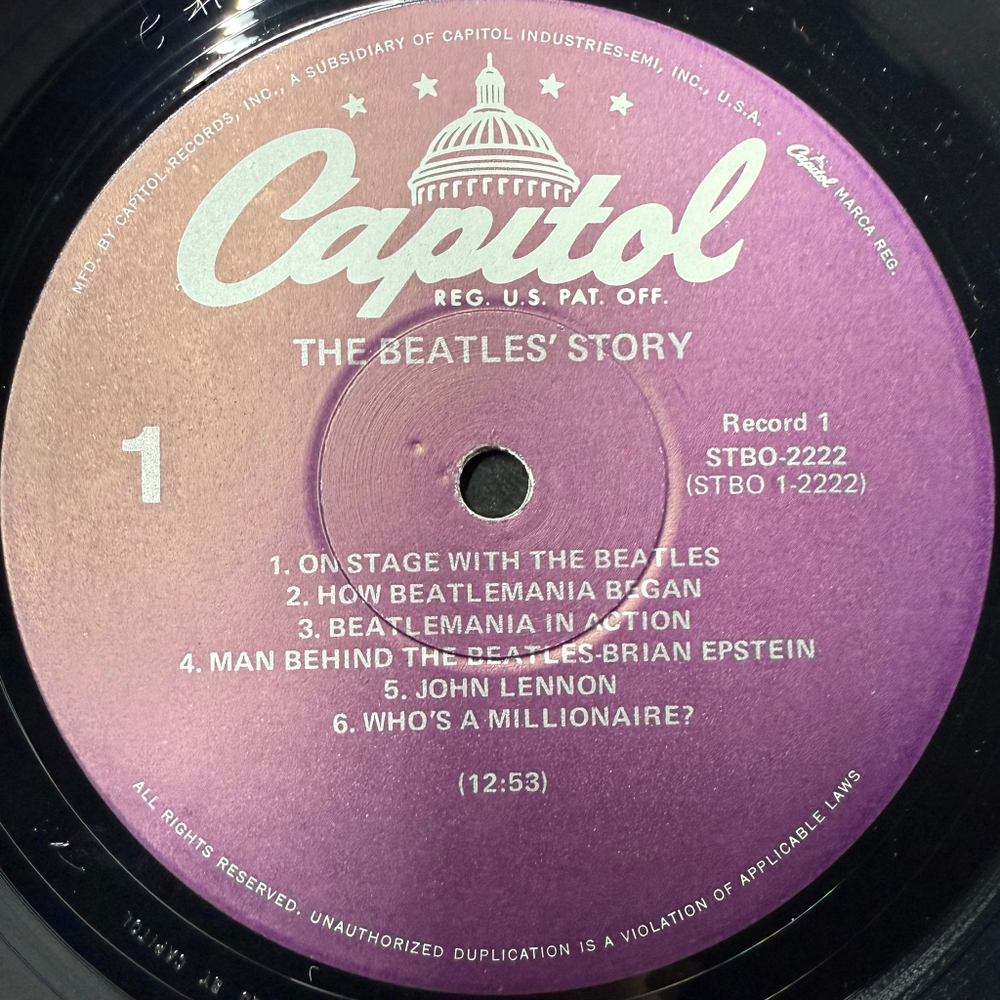 MFD. BY CAPITOL RECORDS, INC., A SUBSIDIARY OF CAPITOL INDUSTRIES-EMI, INC., U.S.A. · Capitol MARCA REG.
Capitol
REG. U.S. PAT. OFF.
THE BEATLES' STORY
1
Record 1
STBO-2222
(STBO 1-2222)
1. ON STAGE WITH THE BEATLES
2. HOW BEATLEMANIA BEGAN
3. BEATLEMANIA IN ACTION
4. MAN BEHIND THE BEATLES-BRIAN EPSTEIN
5. JOHN LENNON
6. WHO'S A MILLIONAIRE?
(12:53)
ALL RIGHTS RESERVED. UNAUTHORIZED DUPLICATION IS A VIOLATION OF APPLICABLE LAWS
BY CAPITOL